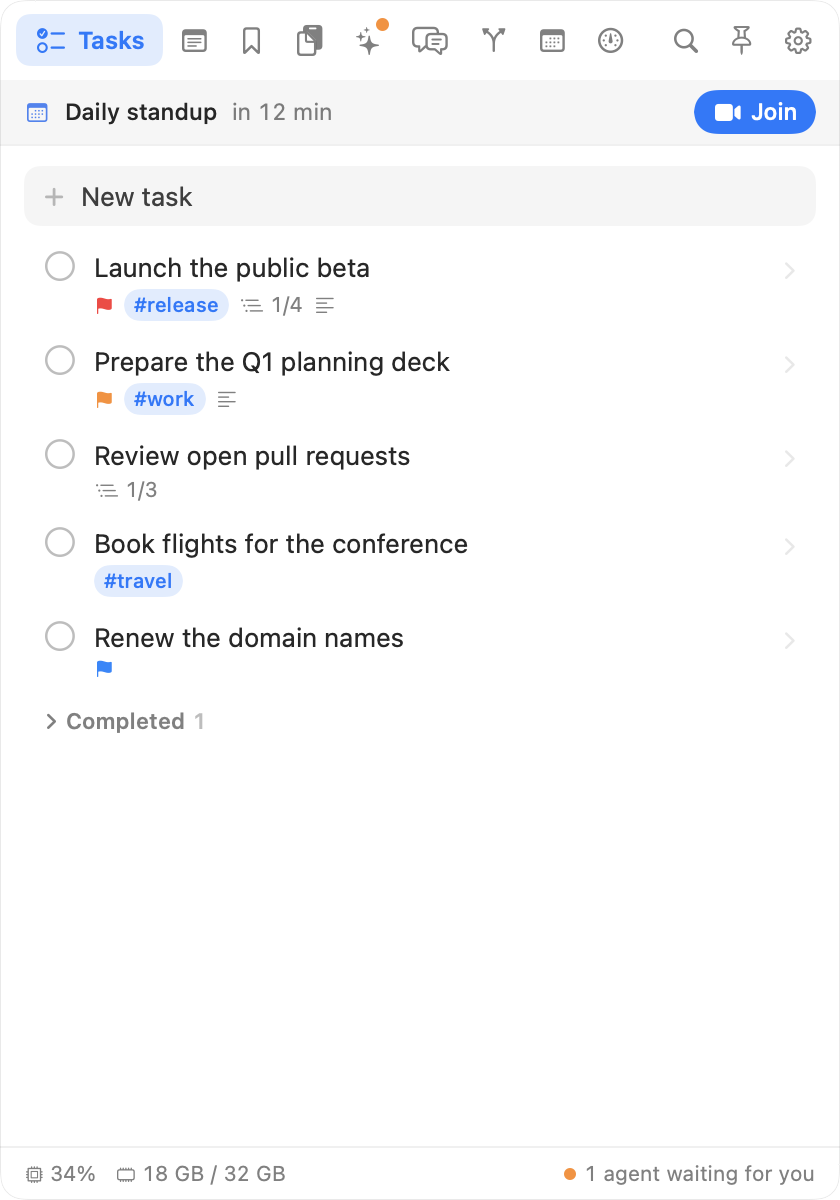 Tasks
Daily standup in 12 min
Join
New task
Launch the public beta
#release 1/4
Prepare the Q1 planning deck
#work
Review open pull requests
1/3
Book flights for the conference
#travel
Renew the domain names
Completed 1
34% 18 GB / 32 GB
1 agent waiting for you